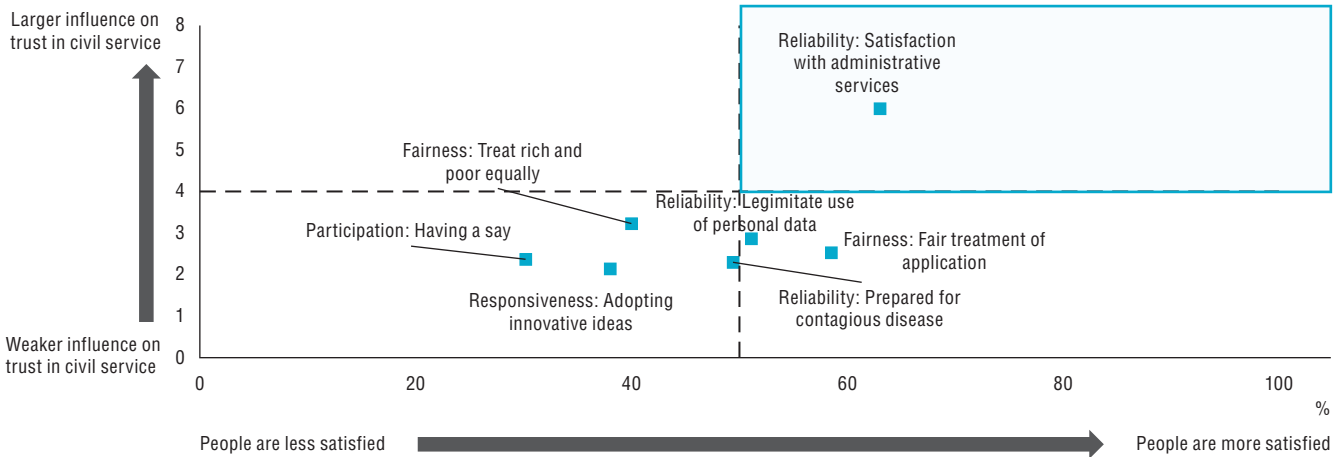 Larger influence on
trust in civil service
8
7
6
5
4
3
2
1
0
Weaker influence on
trust in civil service
Reliability: Satisfaction
with administrative
services
Fairness: Treat rich and
poor equally
Reliability: Legimitate use
of personal data
Participation: Having a say
Fairness: Fair treatment of
application
Responsiveness: Adopting
innovative ideas
Reliability: Prepared for
contagious disease
0
20
40
60
80
100
%
People are less satisfied
People are more satisfied